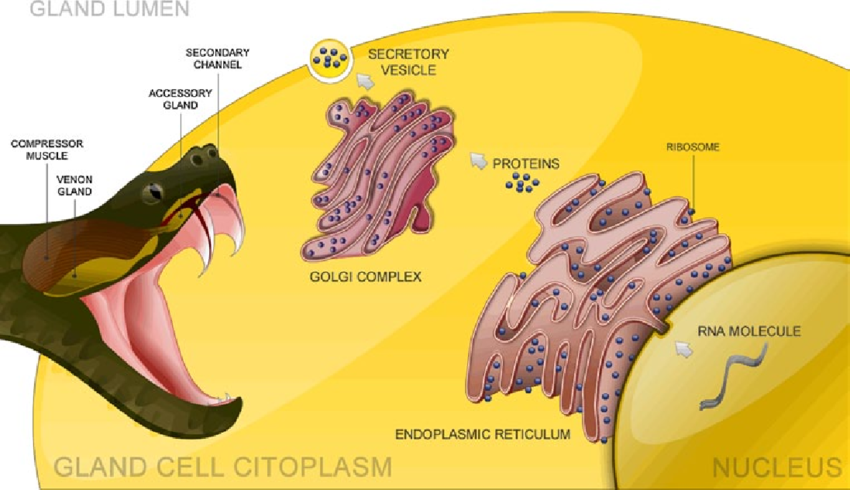 GLAND LUMEN
SECONDARY
CHANNEL
SECRETORY
VESICLE
ACCESSORY
GLAND
COMPRESSOR
MUSCLE
VENON
GLAND
PROTEINS
RIBOSOME
GOLGI COMPLEX
RNA MOLECULE
ENDOPLASMIC RETICULUM
GLAND CELL CITOPLASM
NUCLEUS